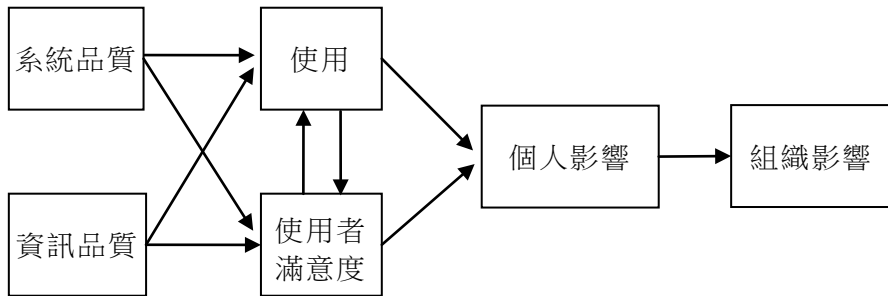 系統品質
使用
個人影響
組織影響
資訊品質
使用者
滿意度